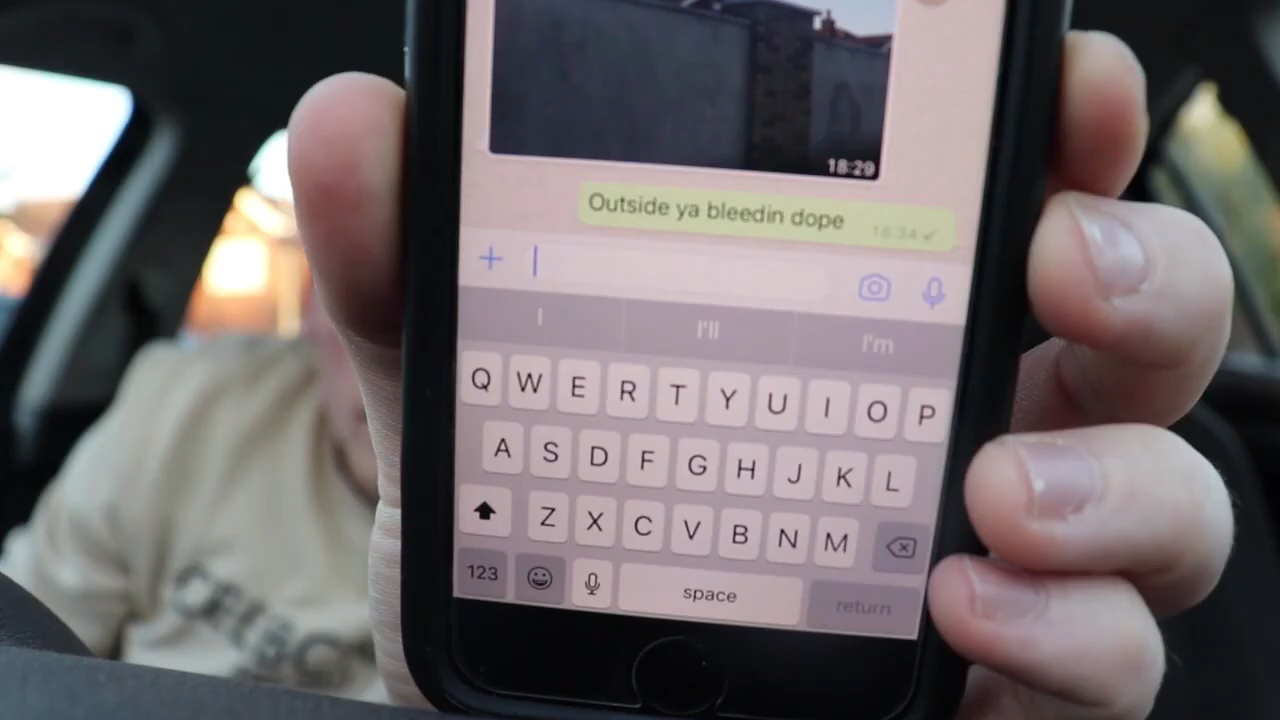 18:29
Outside ya bleedin dope
18:34
I I'll I'm
Q W E R T Y U I O P
A S D F G H J K L
Z X C V B N M
123 space return